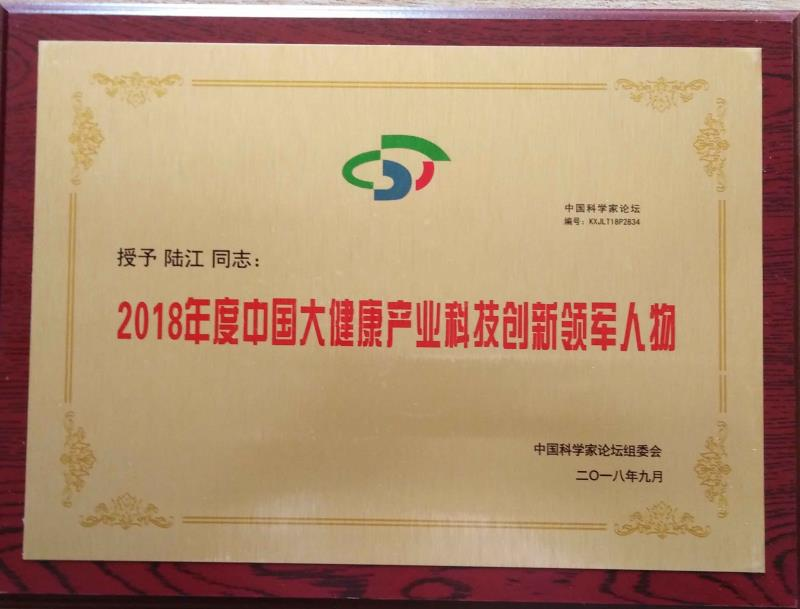 中国科学家论坛
编号：KXJLT18P2834
授予 陆江 同志：
2018年度中国大健康产业科技创新领军人物
中国科学家论坛组委会
二〇一八年九月